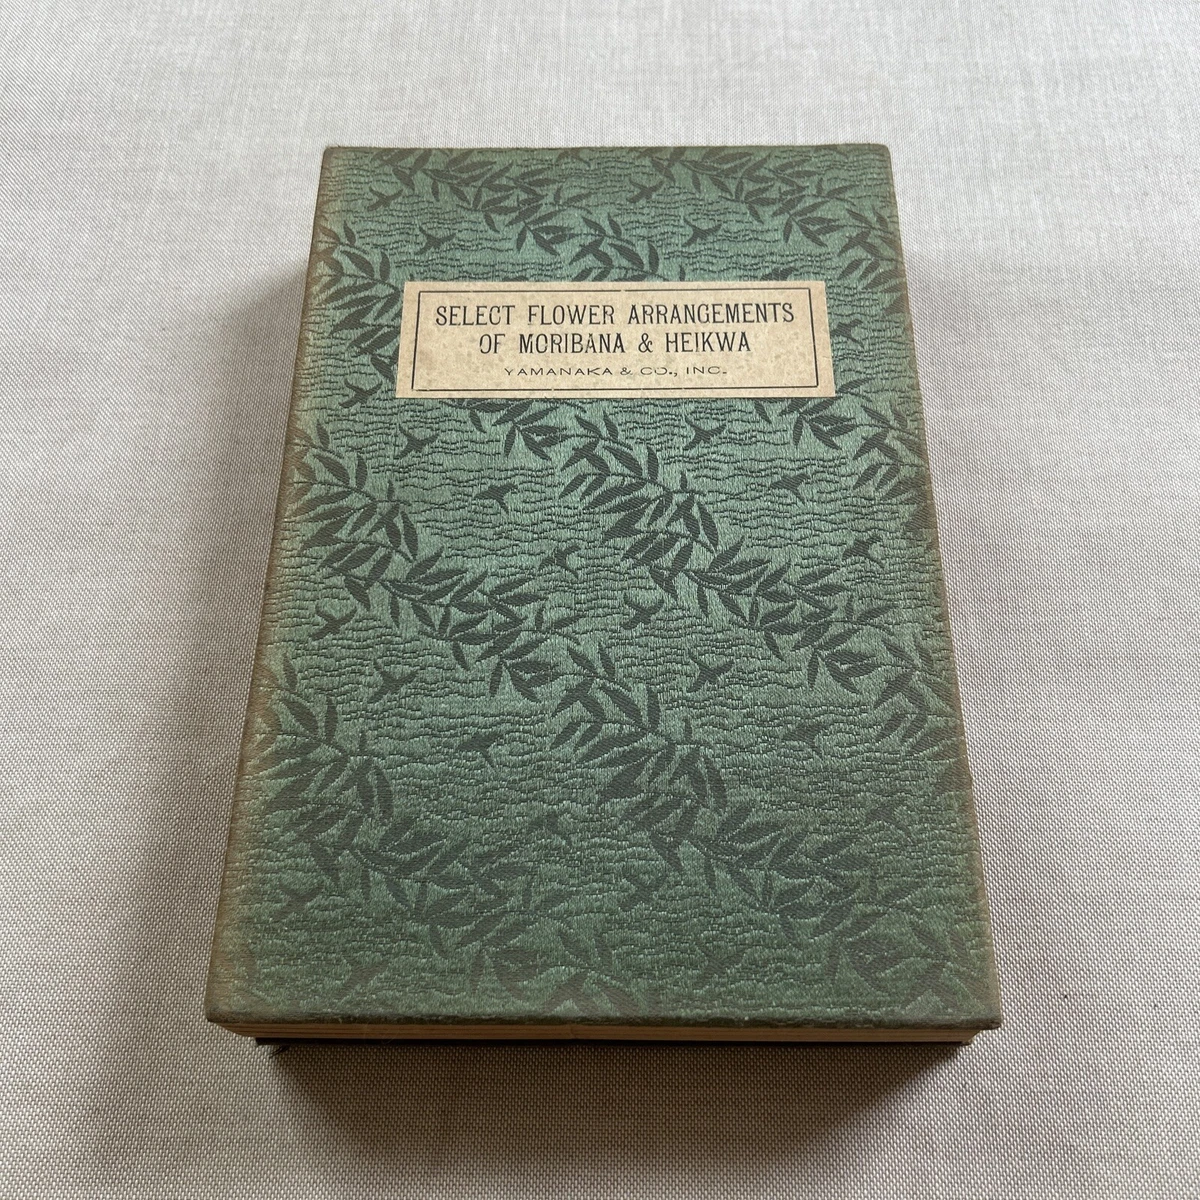 SELECT FLOWER ARRANGEMENTS
OF MORIBANA & HEIKWA
YAMANAKA & CO., INC.